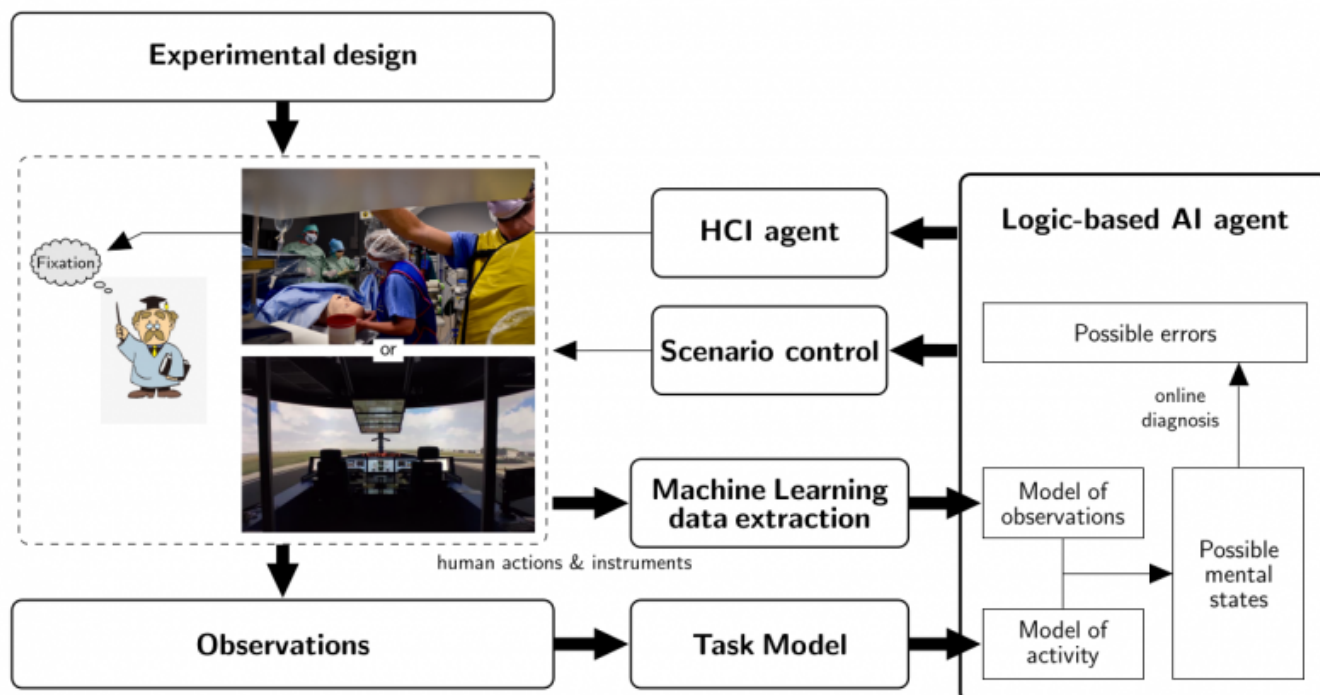 Experimental design
Fixation
or
HCI agent
Scenario control
Machine Learning
data extraction
human actions & instruments
Observations
Task Model
Logic-based AI agent
Possible errors
online
diagnosis
Model of
observations
Possible
mental
states
Model of
activity